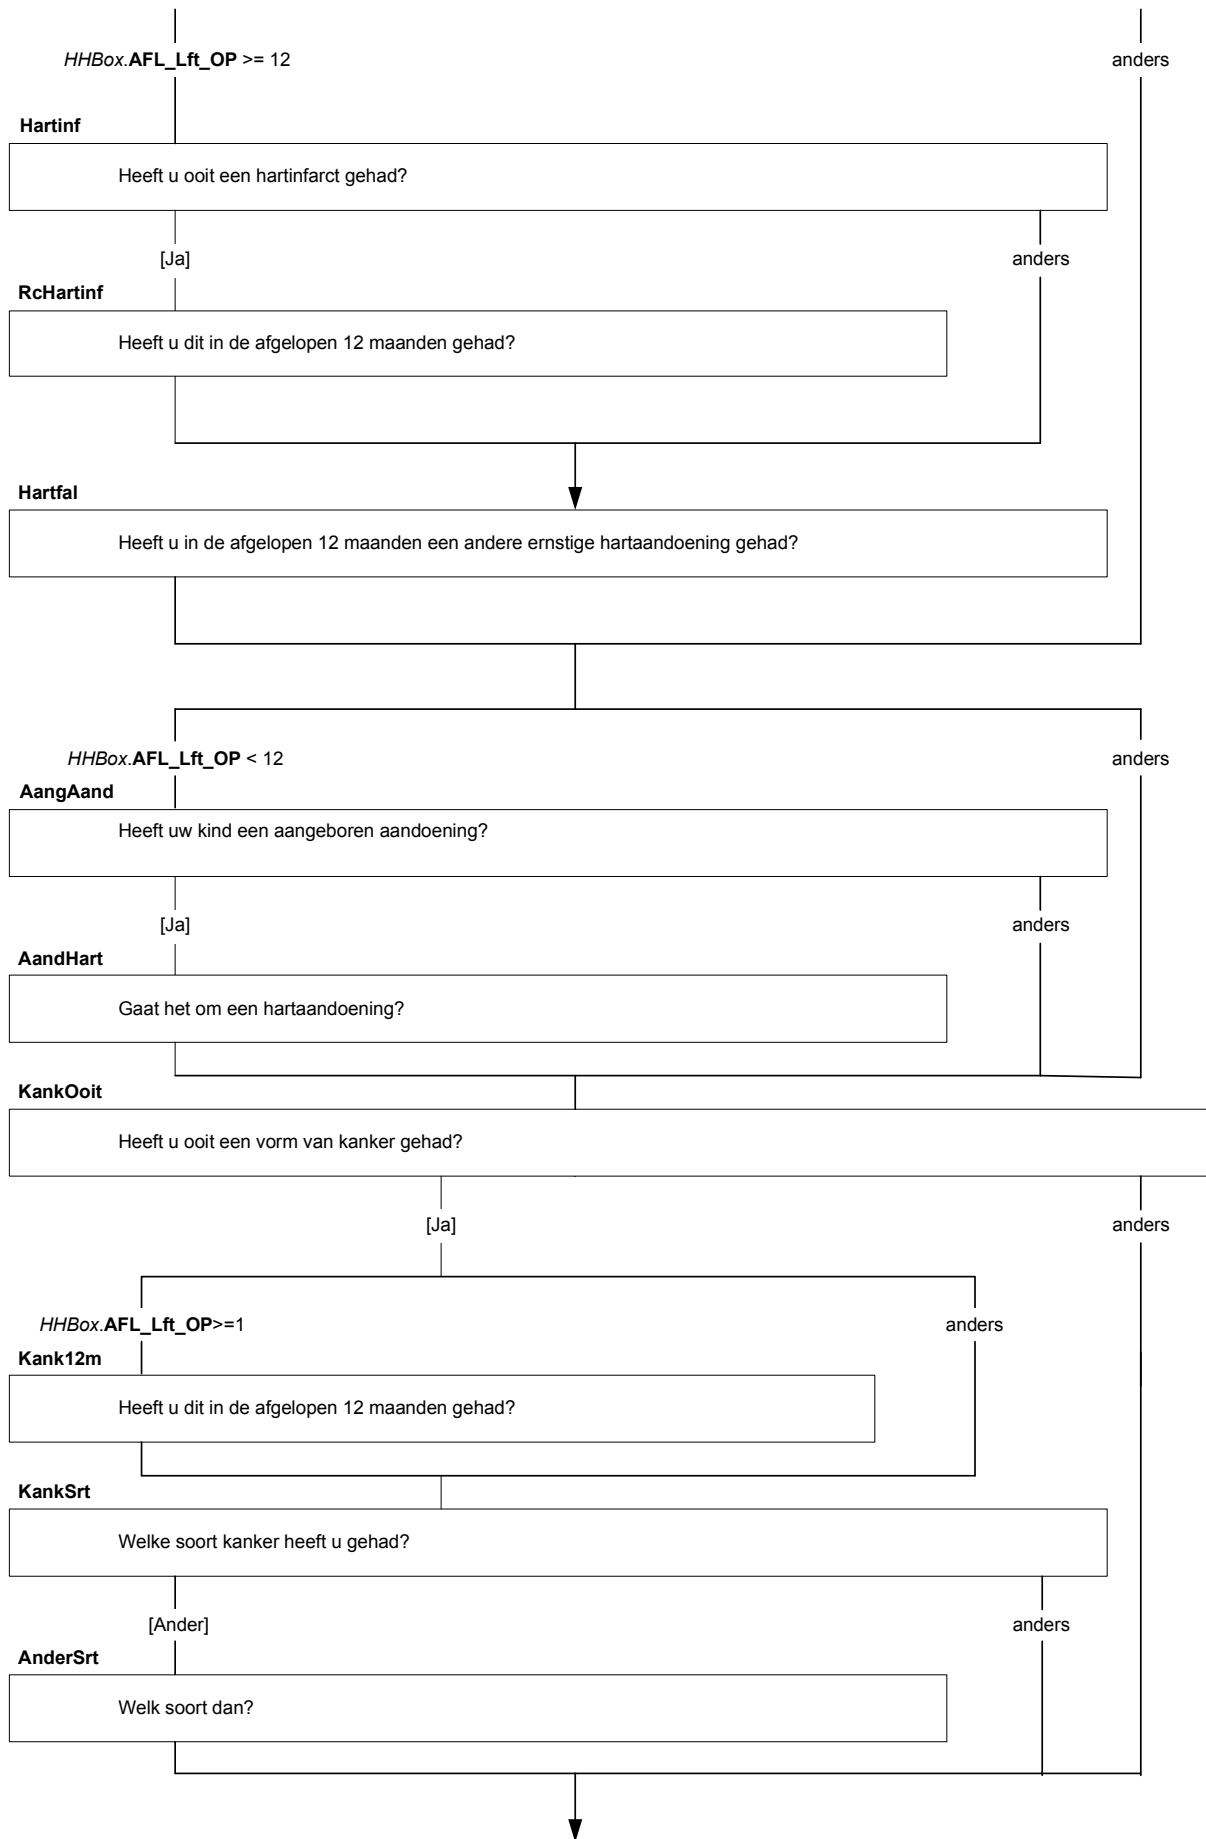 HHBox.AFL_Lft_OP >= 12 anders
Hartinf
Heeft u ooit een hartinfarct gehad?
[Ja] anders
RcHartinf
Heeft u dit in de afgelopen 12 maanden gehad?
Hartfal
Heeft u in de afgelopen 12 maanden een andere ernstige hartaandoening gehad?
HHBox.AFL_Lft_OP < 12 anders
AangAand
Heeft uw kind een aangeboren aandoening?
[Ja] anders
AandHart
Gaat het om een hartaandoening?
KankOoit
Heeft u ooit een vorm van kanker gehad?
[Ja] anders
HHBox.AFL_Lft_OP>=1 anders
Kank12m
Heeft u dit in de afgelopen 12 maanden gehad?
KankSrt
Welke soort kanker heeft u gehad?
[Ander] anders
AnderSrt
Welk soort dan?